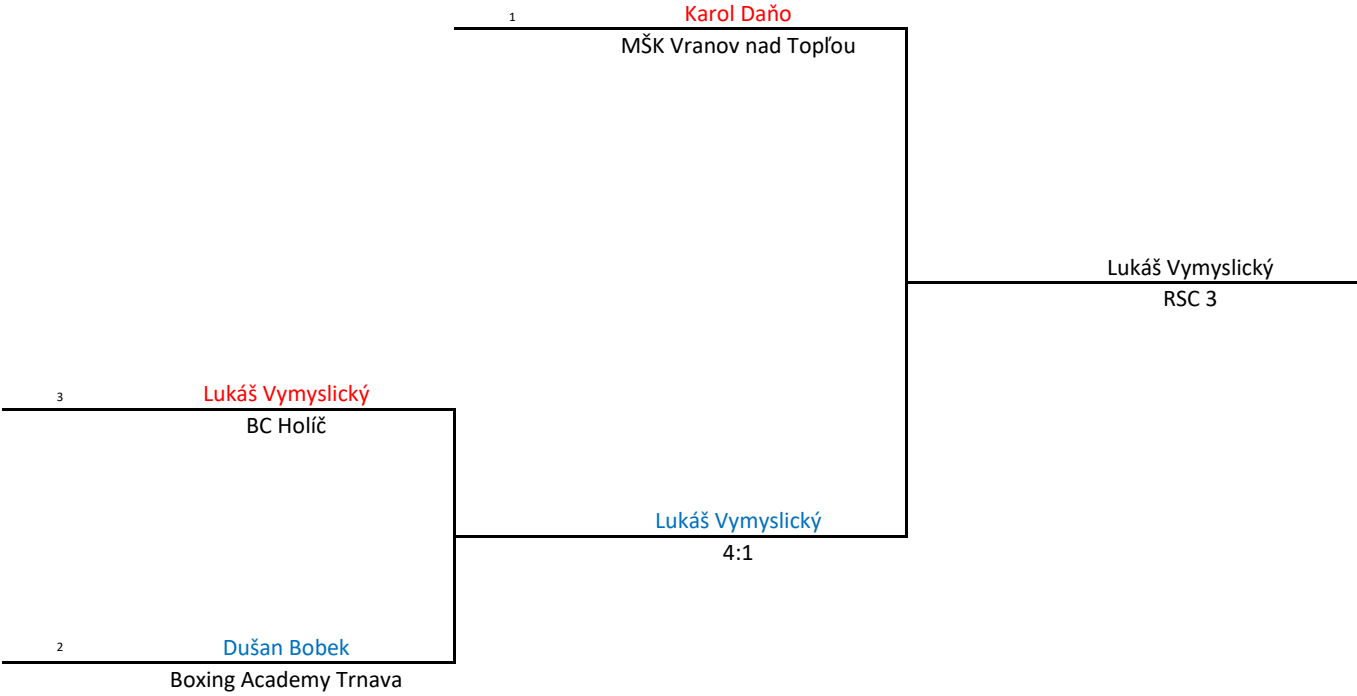 1
Karol Daňo
MŠK Vranov nad Topľou
Lukáš Vymyslický
RSC 3
3
Lukáš Vymyslický
BC Holíč
Lukáš Vymyslický
4:1
2
Dušan Bobek
Boxing Academy Trnava